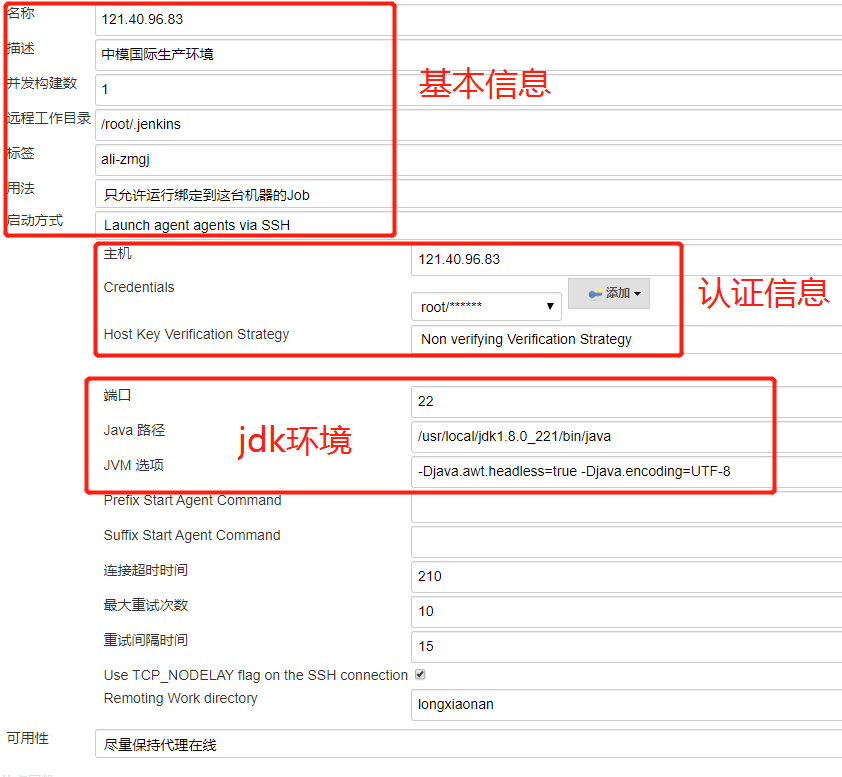 名称 121.40.96.83
描述 中模国际生产环境
并发构建数 1
基本信息
远程工作目录 /root/.jenkins
标签 ali-zmgj
用法 只允许运行绑定到这台机器的Job
启动方式 Launch agent agents via SSH
主机 121.40.96.83
Credentials
添加
root/******
认证信息
Host Key Verification Strategy Non verifying Verification Strategy
端口 22
Java 路径 /usr/local/jdk1.8.0_221/bin/java
jdk环境
JVM 选项 -Djava.awt.headless=true -Djava.encoding=UTF-8
Prefix Start Agent Command
Suffix Start Agent Command
连接超时时间 210
最大重试次数 10
重试间隔时间 15
Use TCP_NODELAY flag on the SSH connection
Remoting Work directory longxiaonan
可用性 尽量保持代理在线